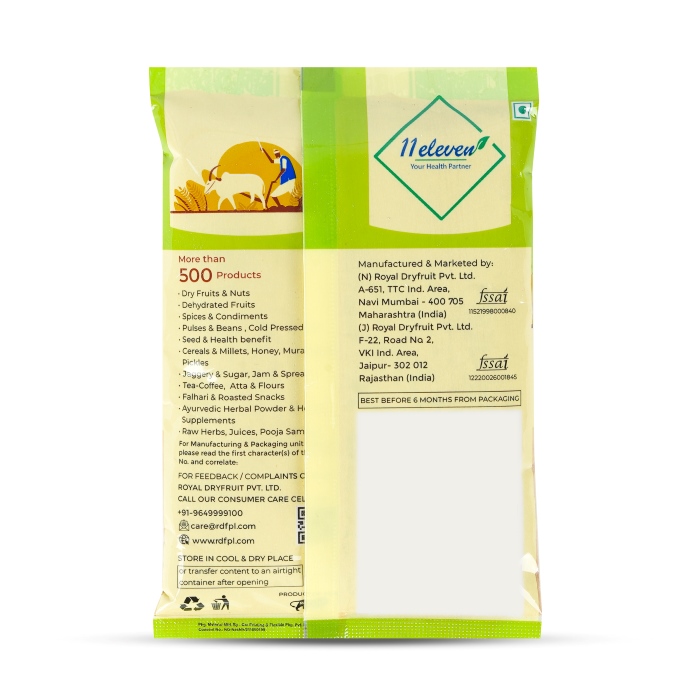 More than
500 Products
· Dry Fruits & Nuts
· Dehydrated Fruits
· Spices & Condiments
· Pulses & Beans , Cold Pressed
· Seed & Health benefit
· Cereals & Millets, Honey, Mura
Pickles
· Jaggery & Sugar, Jam & Sprea
· Tea-Coffee, Atta & Flours
· Falhari & Roasted Snacks
· Ayurvedic Herbal Powder & He
Supplements
· Raw Herbs, Juices, Pooja Sam
For Manufacturing & Packaging unit
please read the first character(s) of th
No. and correlate:
FOR FEEDBACK / COMPLAINTS C
ROYAL DRYFRUIT PVT. LTD.
CALL OUR CONSUMER CARE CEL
+91-9649999100
care@rdfpl.com
www.rdfpl.com
STORE IN COOL & DRY PLACE
or transfer content to an airtight
container after opening
PRODU
11 eleven
Your Health Partner
Manufactured & Marketed by:
(N) Royal Dryfruit Pvt. Ltd.
A-651, TTC Ind. Area,
Navi Mumbai - 400 705
Maharashtra (India)
fssai
11521998000840
(J) Royal Dryfruit Pvt. Ltd.
F-22, Road No. 2,
VKI Ind. Area,
Jaipur- 302 012
Rajasthan (India)
fssai
12220026001845
BEST BEFORE 6 MONTHS FROM PACKAGING